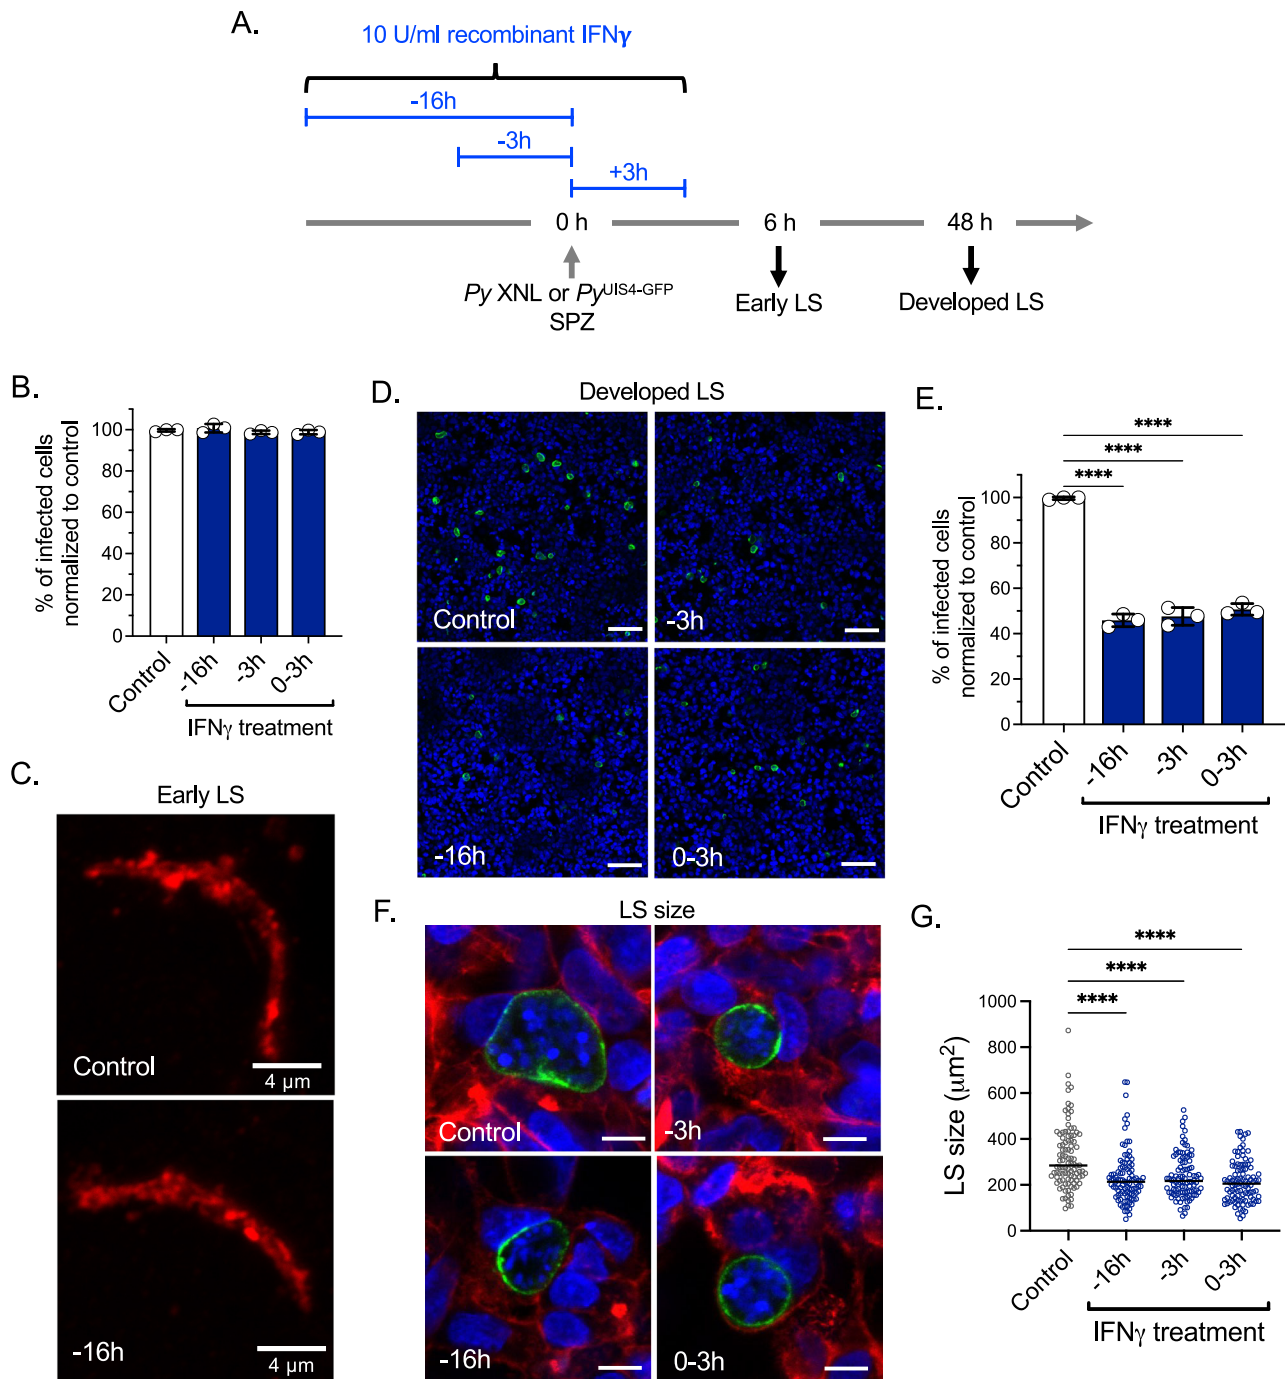 A.
10 U/ml recombinant IFNγ
-16h
-3h
+3h
0 h
6 h
48 h
Py XNL or Py^UIS4-GFP
SPZ
Early LS
Developed LS
B.
% of infected cells
normalized to control
100
80
60
40
20
0
Control
-16h
-3h
0-3h
IFNγ treatment
C.
Early LS
Control
4 µm
-16h
4 µm
D.
Developed LS
Control
-3h
-16h
0-3h
E.
****
****
****
% of infected cells
normalized to control
100
80
60
40
20
0
Control
-16h
-3h
0-3h
IFNγ treatment
F.
LS size
Control
-3h
-16h
0-3h
G.
****
****
****
LS size (µm²)
1000
800
600
400
200
0
Control
-16h
-3h
0-3h
IFNγ treatment